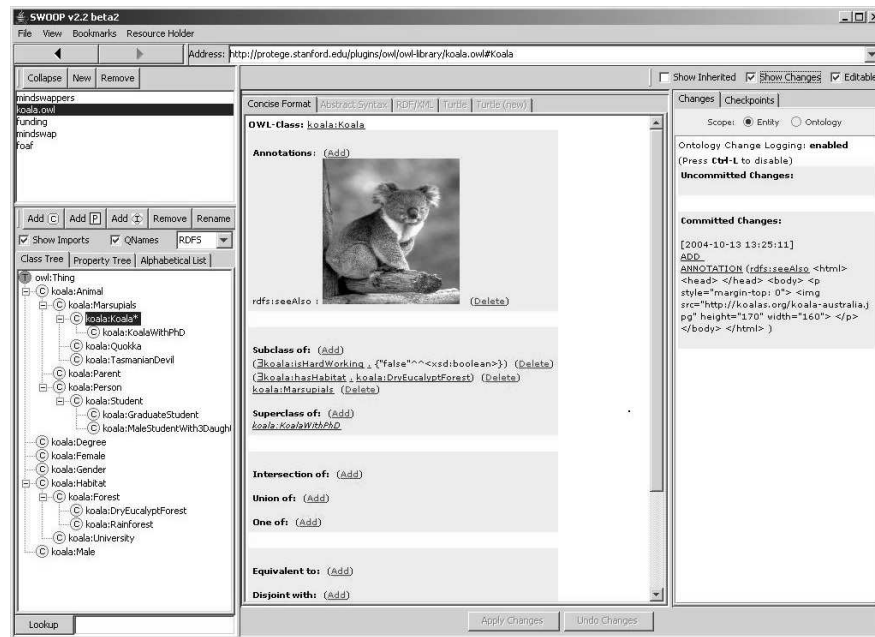 SWOOP v2.2 beta2
File View Bookmarks Resource Holder
Address: http://protege.stanford.edu/plugins/owl/owl-library/koala.owl#Koala
Collapse New Remove
Show Inherited Show Changes Editable
mindswappers
koala.owl
funding
mindswap
foaf
Add C Add P Add I Remove Rename
Show Imports QNames RDFS
Class Tree Property Tree Alphabetical List
owl:Thing
C koala:Animal
C koala:Marsupials
C koala:Koala*
C koala:KoalaWithPhD
C koala:Quokka
C koala:TasmanianDevil
C koala:Parent
C koala:Person
C koala:Student
C koala:GraduateStudent
C koala:MaleStudentWith3Daugh
C koala:Degree
C koala:Female
C koala:Gender
C koala:Habitat
C koala:Forest
C koala:DryEucalyptForest
C koala:Rainforest
C koala:University
C koala:Male
Lookup
Concise Format Abstract Syntax RDF/XML Turtle Turtle (new)
OWL-Class: koala:Koala
Annotations: (Add)
rdfs:seeAlso : (Delete)
Subclass of: (Add)
(∃koala:isHardWorking . {"false"^^<xsd:boolean>}) (Delete)
(∃koala:hasHabitat . koala:DryEucalyptForest) (Delete)
koala:Marsupials (Delete)
Superclass of: (Add)
koala:KoalaWithPhD
Intersection of: (Add)
Union of: (Add)
One of: (Add)
Equivalent to: (Add)
Disjoint with: (Add)
Apply Changes Undo Changes
Changes Checkpoints
Scope: Entity Ontology
Ontology Change Logging: enabled
(Press Ctrl-L to disable)
Uncommitted Changes:
Committed Changes:
[2004-10-13 13:25:11]
ADD
ANNOTATION (rdfs:seeAlso <html>
<head> </head> <body> <p
style="margin-top: 0"> <img
src="http://koalas.org/koala-australia.j
pg" height="170" width="160"> </p>
</body> </html> )